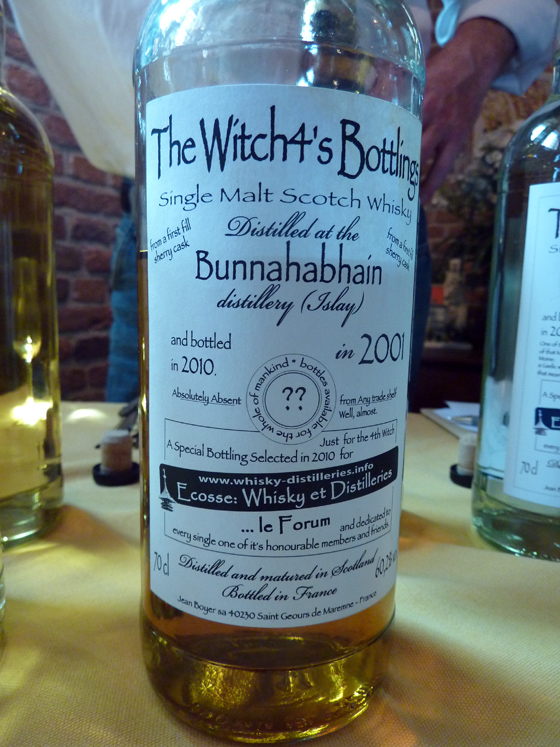 The Witch4's Bottlings
Single Malt Scotch Whisky
from a first fill
sherry cask
Distilled at the
from a first fill
sherry cask
Bunnahabhain
distillery (Islay)
and bottled
in 2010.
in 2001
bottles available for the whole of mankind *
??
Absolutely Absent
from Any trade shelf
Well, almost.
Just for the 4th Witch
A Special Bottling Selected in 2010 for
www.whisky-distilleries.info
Ecosse: Whisky et Distilleries
... le Forum
and dedicated to
every single one of it's honourable members and friends
70 cl
Distilled and matured in Scotland
Bottled in France
Jean Boyer sa 40230 Saint Geours de Maremne - France
70 cl